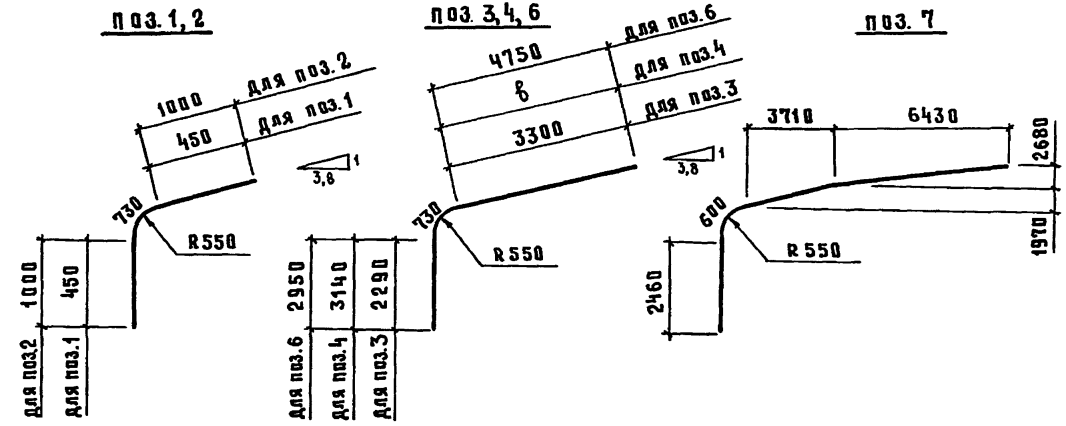 ПОЗ. 1, 2
1000
ДЛЯ ПОЗ. 2
450
ДЛЯ ПОЗ. 1
1
3,8
730
R 550
1000
450
ДЛЯ ПОЗ.2
ДЛЯ ПОЗ.1
ПОЗ. 3, 4, 6
4750
ДЛЯ ПОЗ. 6
в
ДЛЯ ПОЗ. 4
3300
ДЛЯ ПОЗ. 3
1
3,8
730
R 550
2950
3140
2290
ДЛЯ ПОЗ.6
ДЛЯ ПОЗ.4
ДЛЯ ПОЗ.3
ПОЗ. 7
3710
6430
2680
1970
600
R 550
2460